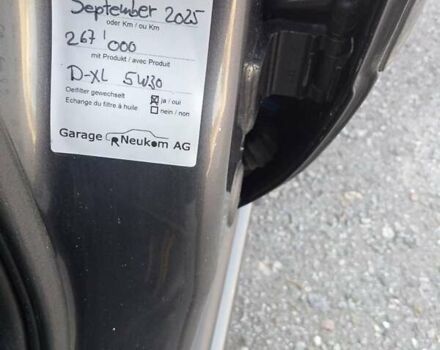 September 2025
oder Km / ou Km
267'000
mit Produkt / avec Produit
D-XL 5W30
Oelfilter gewechselt
Echange du filtre à huile
ja / oui
nein / non
Garage Neukom AG